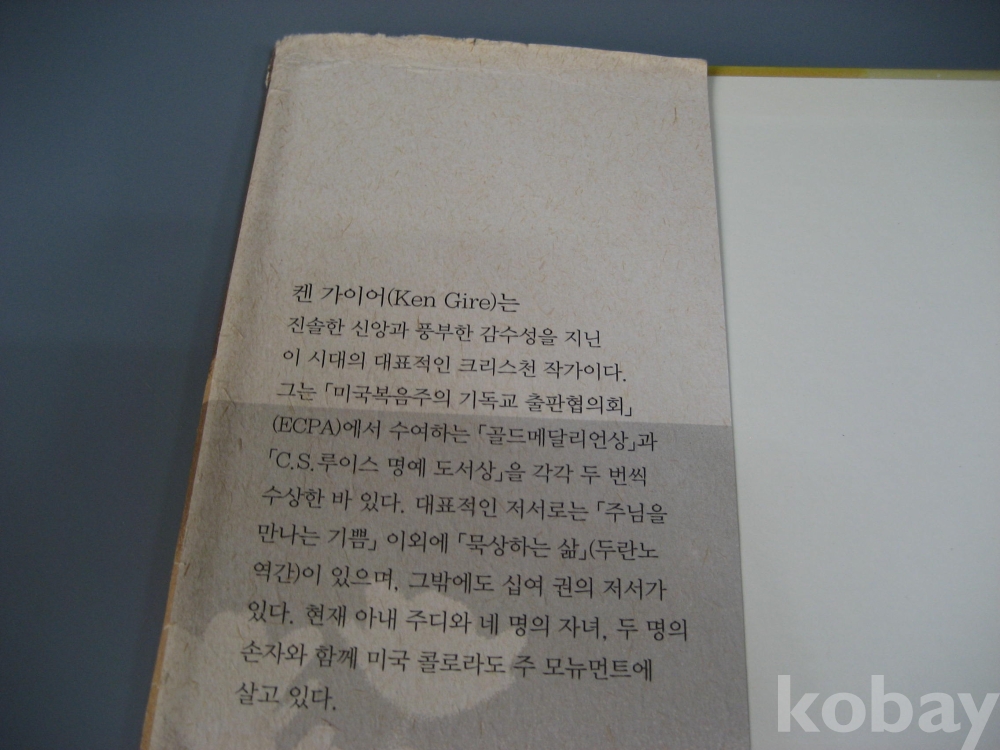 켄 가이어(Ken Gire)는
진솔한 신앙과 풍부한 감수성을 지닌
이 시대의 대표적인 크리스천 작가이다.
그는 「미국복음주의 기독교 출판협의회」
(ECPA)에서 수여하는 「골드메달리언상」과
「C.S.루이스 명예 도서상」을 각각 두 번씩
수상한 바 있다. 대표적인 저서로는 「주님을
만나는 기쁨」 이외에 「묵상하는 삶」(두란노
역간)이 있으며, 그밖에도 십여 권의 저서가
있다. 현재 아내 주디와 네 명의 자녀, 두 명의
손자와 함께 미국 콜로라도 주 모뉴먼트에
살고 있다.
kobay